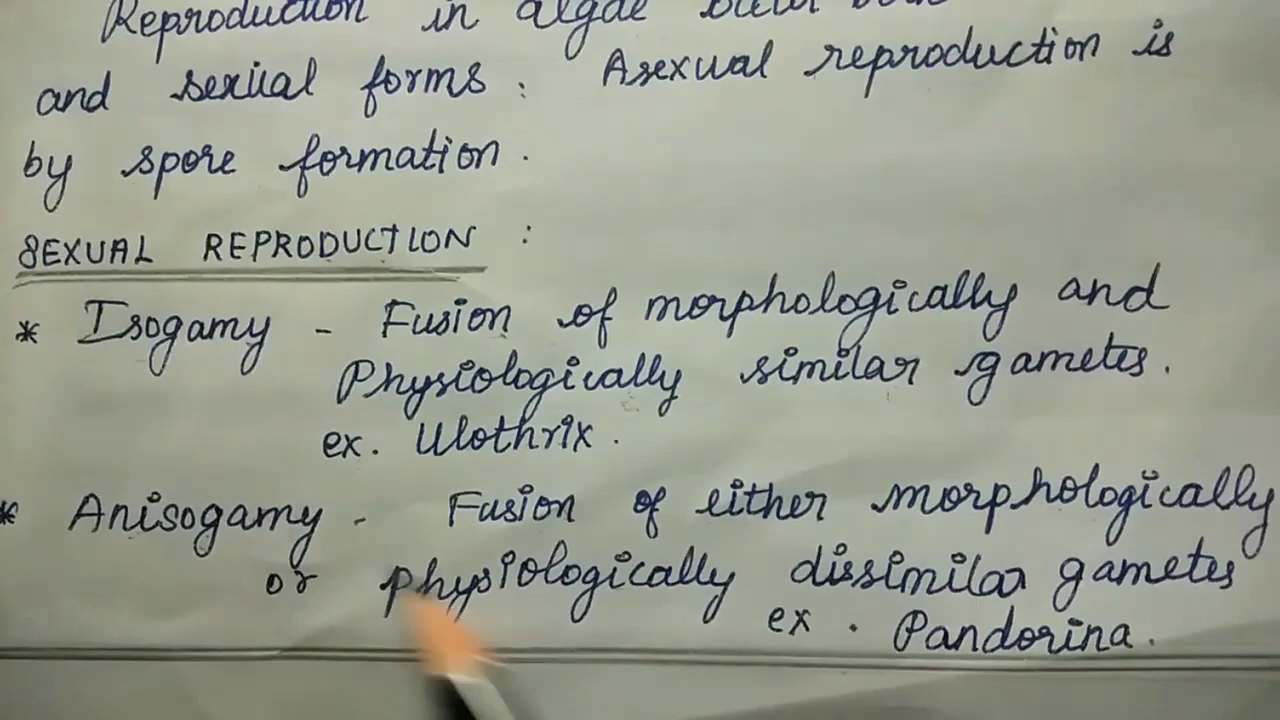 Reproduction in algae
and sexual forms. Asexual reproduction is
by spore formation.
SEXUAL REPRODUCTION :
* Isogamy - Fusion of morphologically and
Physiologically similar gametes.
ex. Ulothrix.
* Anisogamy - Fusion of either morphologically
or physiologically dissimilar gametes
ex. Pandorina.